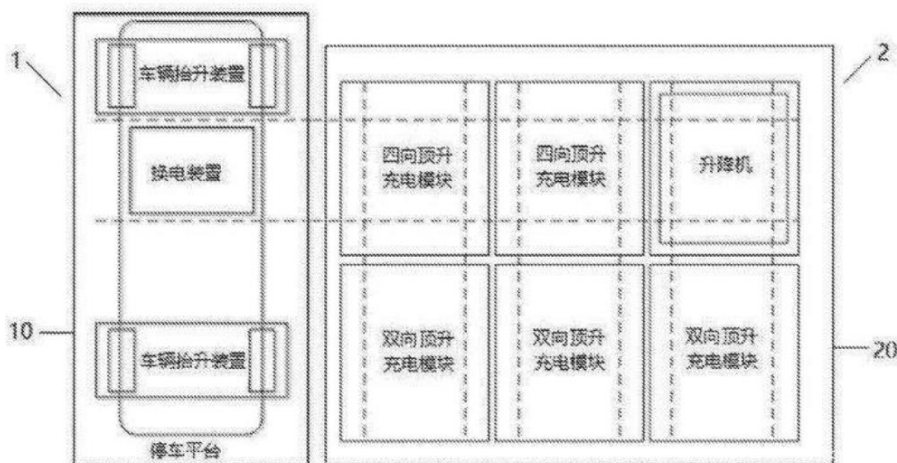 1
车辆抬升装置
2
四向顶升
充电模块
四向顶升
充电模块
升降机
换电装置
10
车辆抬升装置
双向顶升
充电模块
双向顶升
充电模块
双向顶升
充电模块
20
停车平台